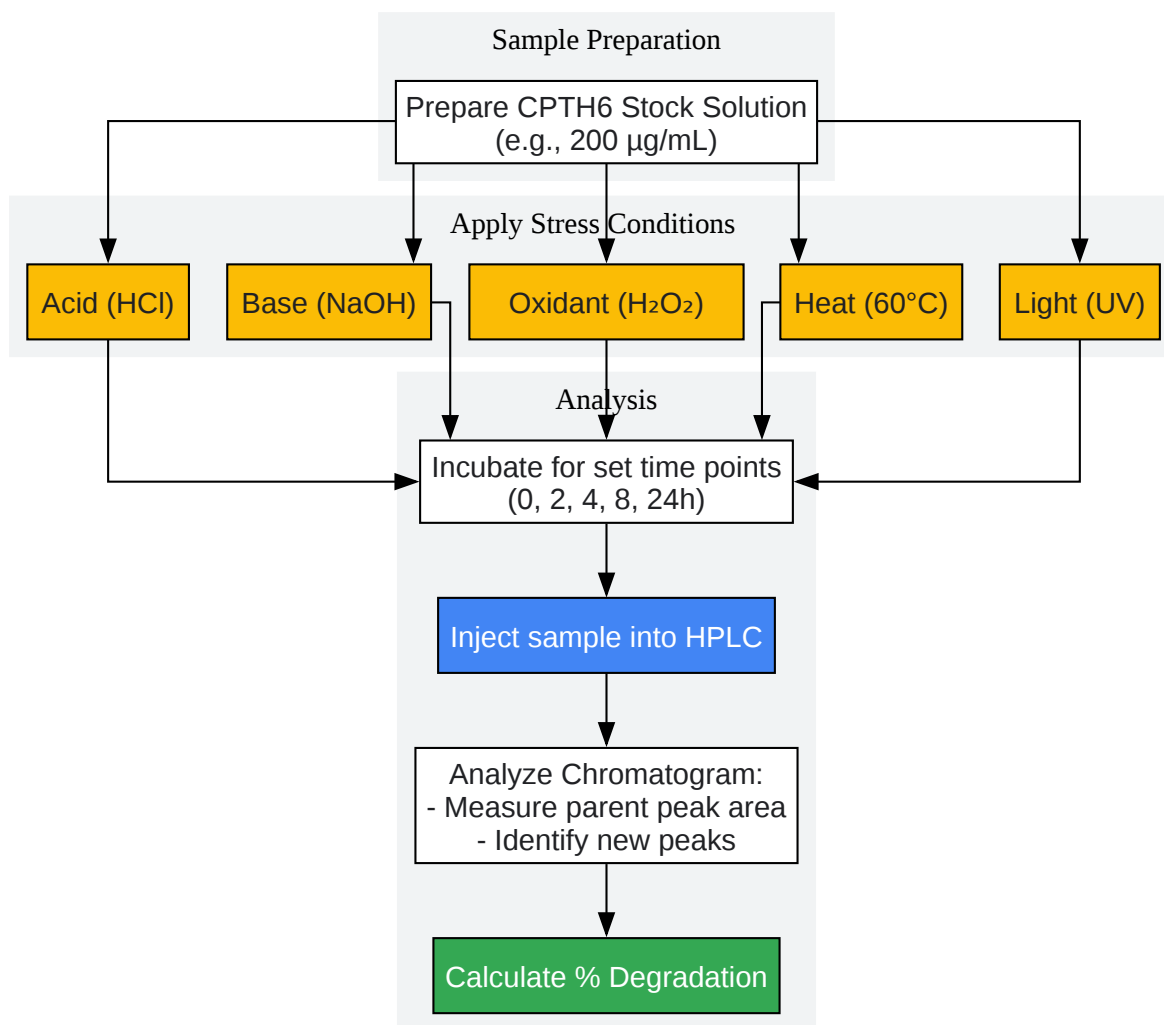 Sample Preparation
Prepare CPTH6 Stock Solution
(e.g., 200 µg/mL)
Apply Stress Conditions
Acid (HCl)
Base (NaOH)
Oxidant (H₂O₂)
Heat (60°C)
Light (UV)
Analysis
Incubate for set time points
(0, 2, 4, 8, 24h)
Inject sample into HPLC
Analyze Chromatogram:
- Measure parent peak area
- Identify new peaks
Calculate % Degradation